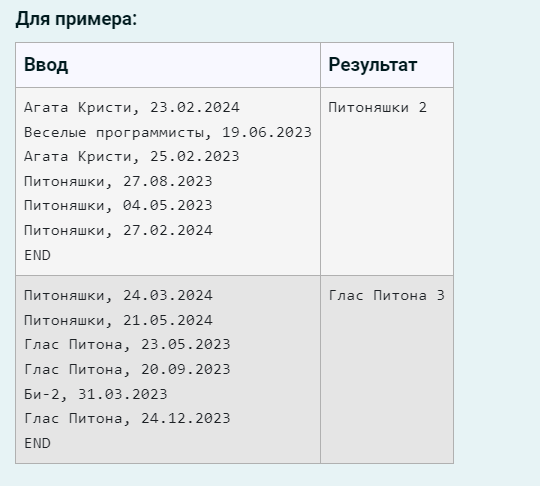 Для примера:
Ввод
Результат
Агата Кристи, 23.02.2024
Веселые программисты, 19.06.2023
Агата Кристи, 25.02.2023
Питоняшки, 27.08.2023
Питоняшки, 04.05.2023
Питоняшки, 27.02.2024
END
Питоняшки 2
Питоняшки, 24.03.2024
Питоняшки, 21.05.2024
Глас Питона, 23.05.2023
Глас Питона, 20.09.2023
Би-2, 31.03.2023
Глас Питона, 24.12.2023
END
Глас Питона 3